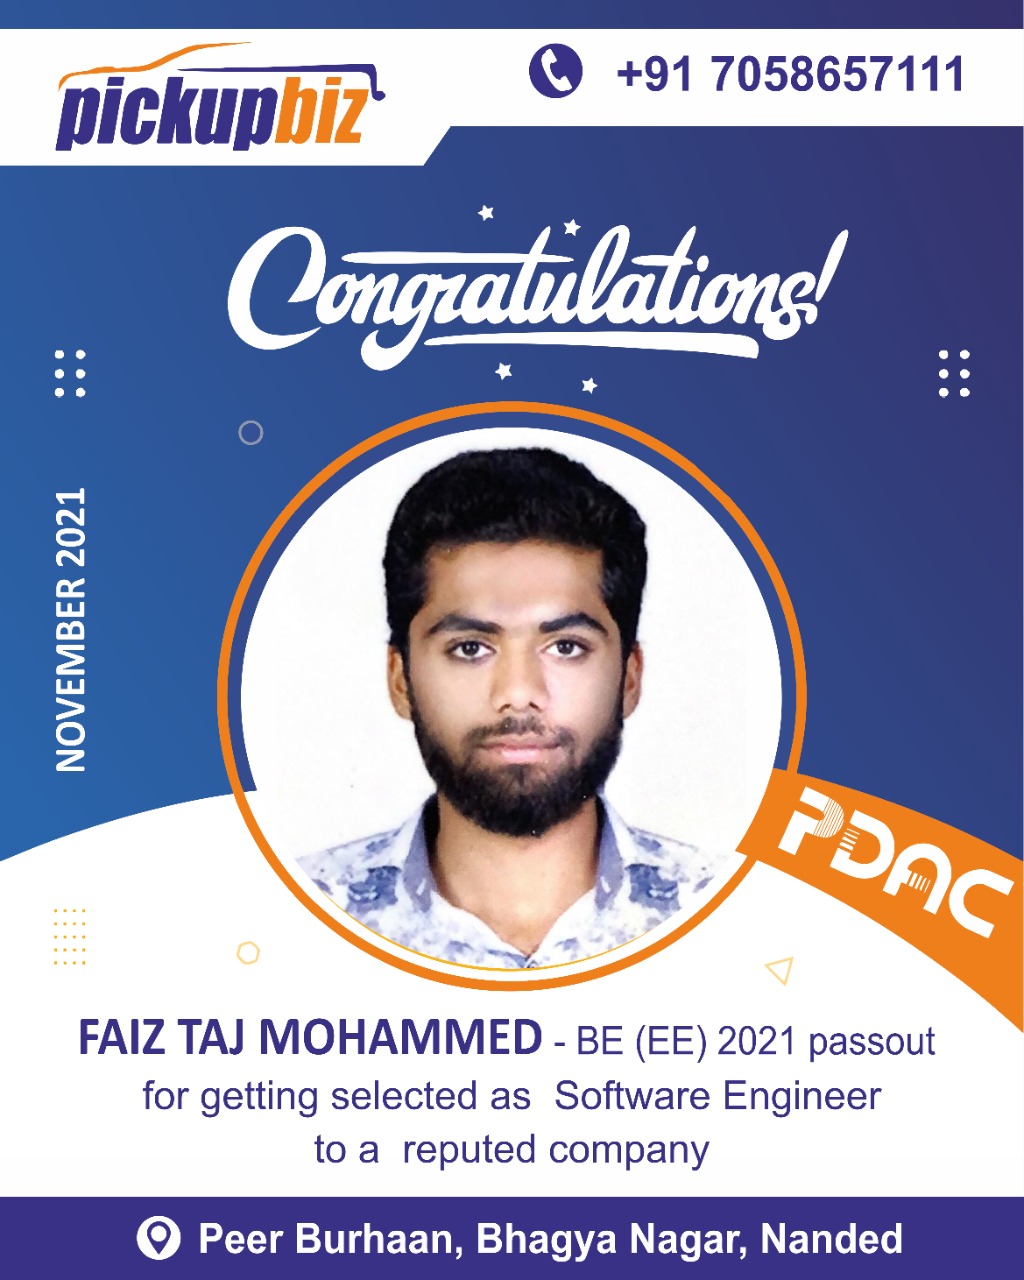 pickupbiz
+91 7058657111
Congratulations!
NOVEMBER 2021
PDAC
FAIZ TAJ MOHAMMED - BE (EE) 2021 passout
for getting selected as Software Engineer
to a reputed company
Peer Burhaan, Bhagya Nagar, Nanded